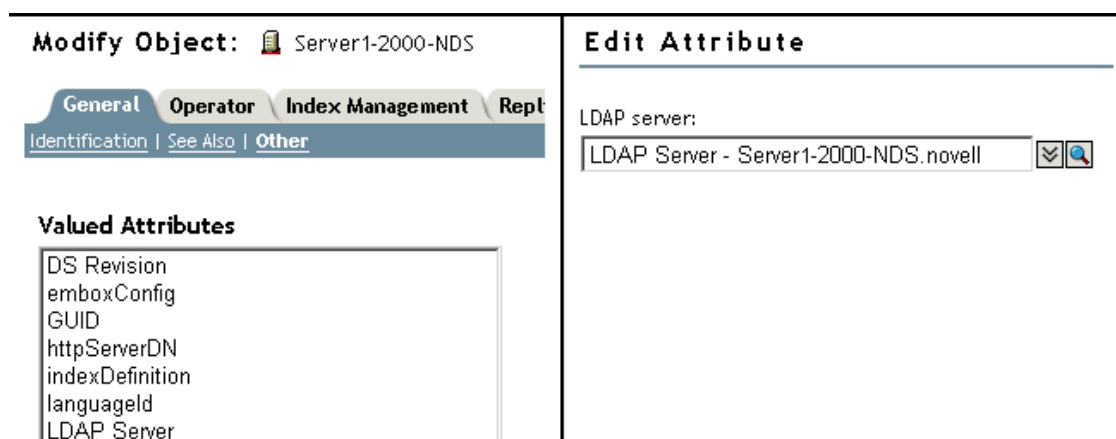 Modify Object: Server1-2000-NDS
General Operator Index Management Repl
Identification | See Also | Other
Valued Attributes
DS Revision
emboxConfig
GUID
httpServerDN
indexDefinition
languageId
LDAP Server
Edit Attribute
LDAP server:
LDAP Server - Server1-2000-NDS.novell